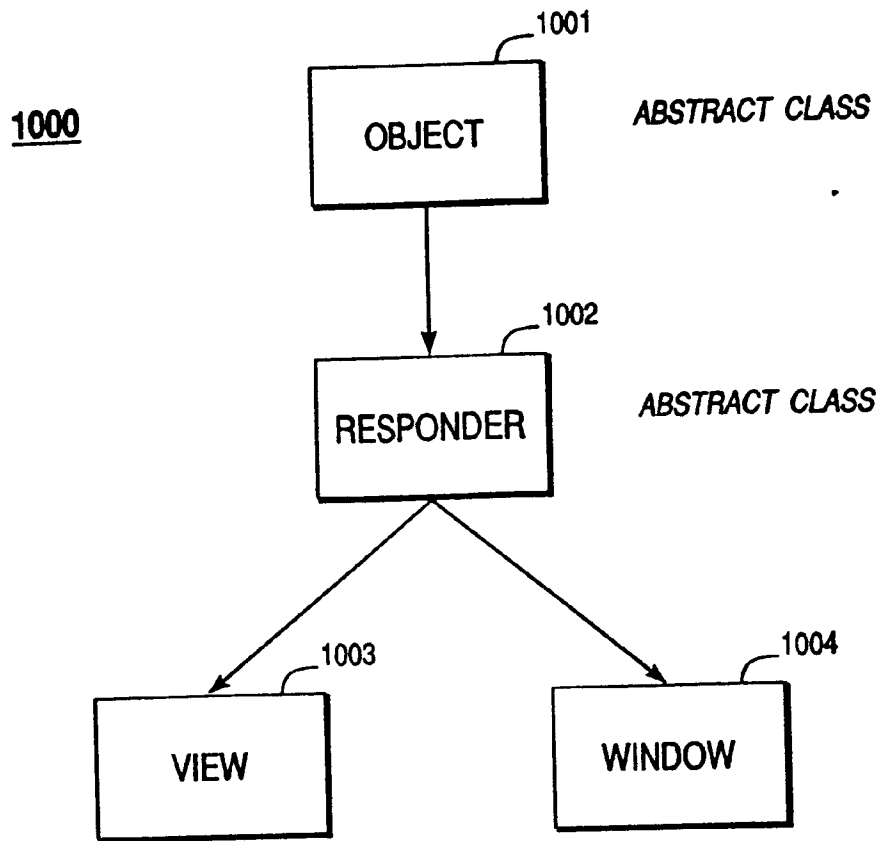 1001
1000
OBJECT
ABSTRACT CLASS
1002
RESPONDER
ABSTRACT CLASS
1003
1004
VIEW
WINDOW